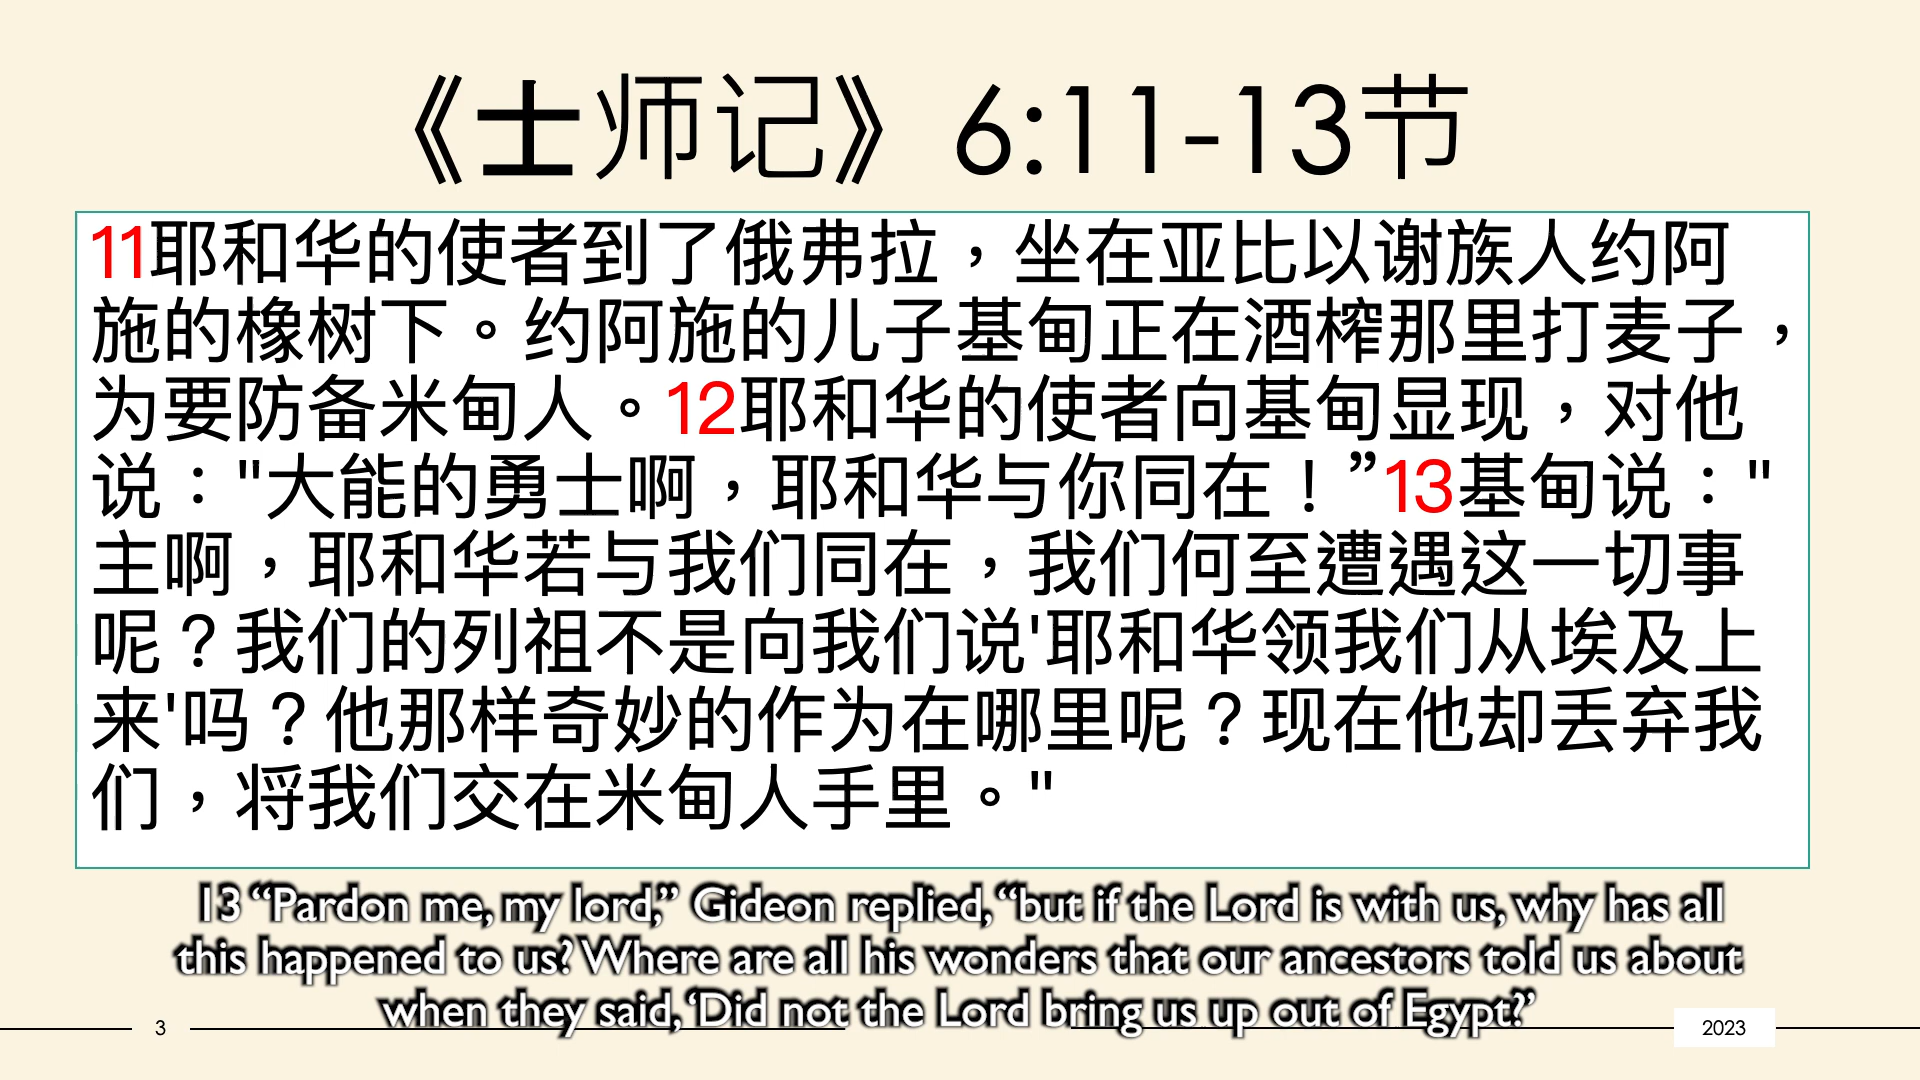 《士师记》6:11-13节
11耶和华的使者到了俄弗拉，坐在亚比以谢族人约阿
施的橡树下。约阿施的儿子基甸正在酒榨那里打麦子，
为要防备米甸人。12耶和华的使者向基甸显现，对他
说："大能的勇士啊，耶和华与你同在！”13基甸说："
主啊，耶和华若与我们同在，我们何至遭遇这一切事
呢？我们的列祖不是向我们说'耶和华领我们从埃及上
来'吗？他那样奇妙的作为在哪里呢？现在他却丢弃我
们，将我们交在米甸人手里。"
13 “Pardon me, my lord,” Gideon replied, “but if the Lord is with us, why has all
this happened to us? Where are all his wonders that our ancestors told us about
when they said, ‘Did not the Lord bring us up out of Egypt?’
3
2023